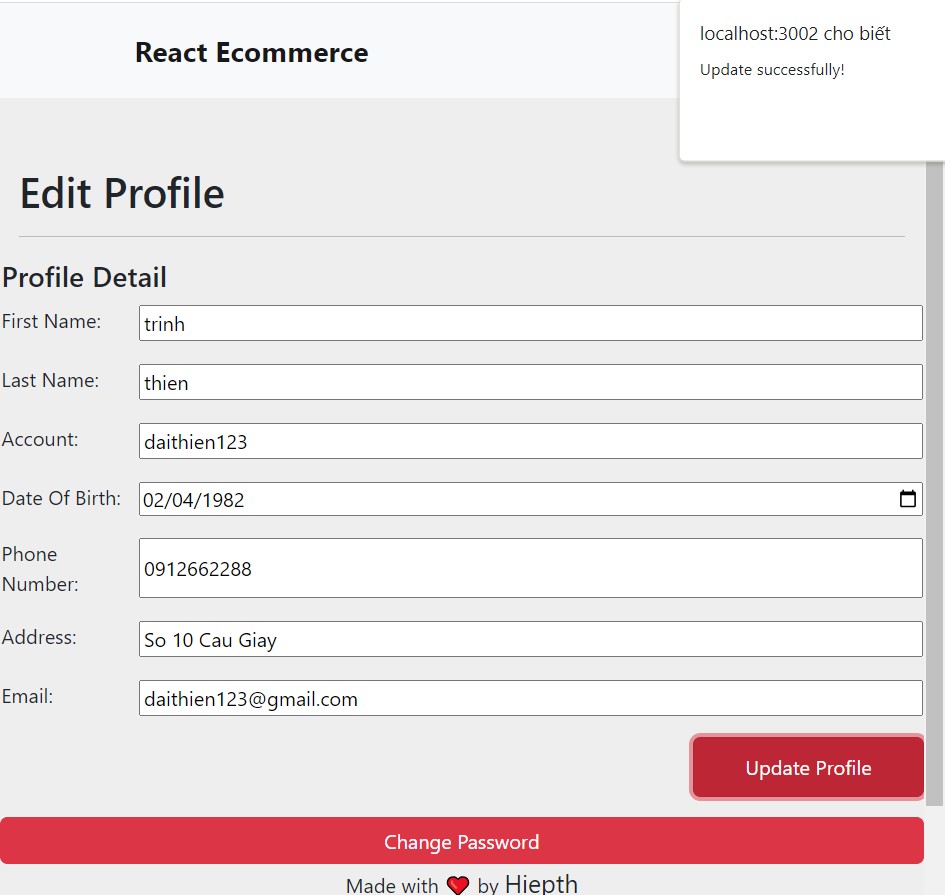 React Ecommerce
localhost:3002 cho biết
Update successfully!
Edit Profile
Profile Detail
First Name:
trinh
Last Name:
thien
Account:
daithien123
Date Of Birth:
02/04/1982
Phone
Number:
0912662288
Address:
So 10 Cau Giay
Email:
daithien123@gmail.com
Update Profile
Change Password
Made with ❤ by Hiepth